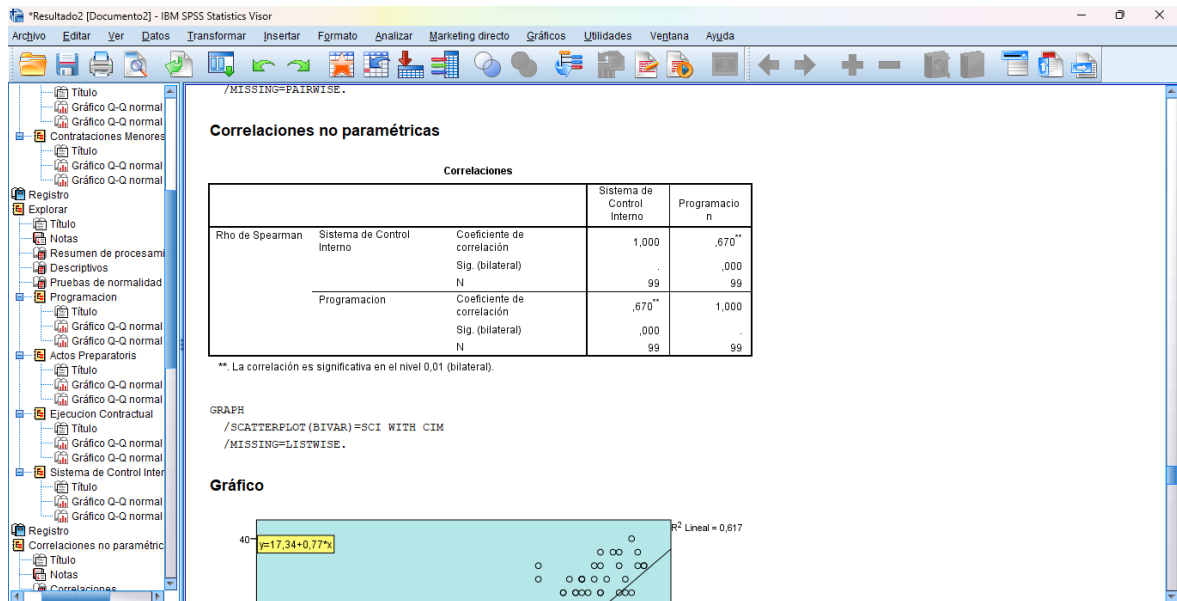 *Resultado2 [Documento2] - IBM SPSS Statistics Visor
Archivo Editar Ver Datos Transformar Insertar Formato Analizar Marketing directo Gráficos Utilidades Ventana Ayuda
Título
Gráfico Q-Q normal
Gráfico Q-Q normal
Contrataciones Menores
Título
Gráfico Q-Q normal
Gráfico Q-Q normal
Registro
Explorar
Título
Notas
Resumen de procesami
Descriptivos
Pruebas de normalidad
Programacion
Título
Gráfico Q-Q normal
Gráfico Q-Q normal
Actos Preparatoris
Título
Gráfico Q-Q normal
Gráfico Q-Q normal
Ejecucion Contractual
Título
Gráfico Q-Q normal
Gráfico Q-Q normal
Sistema de Control Inter
Título
Gráfico Q-Q normal
Gráfico Q-Q normal
Registro
Correlaciones no paramétric
Título
Notas
Correlaciones
/MISSING=PAIRWISE.
Correlaciones no paramétricas
Correlaciones
Sistema de Control Interno Programacio n
Rho de Spearman Sistema de Control Interno Coeficiente de correlación 1,000 ,670**
Sig. (bilateral) . ,000
N 99 99
Programacion Coeficiente de correlación ,670** 1,000
Sig. (bilateral) ,000 .
N 99 99
**. La correlación es significativa en el nivel 0,01 (bilateral).
GRAPH
/SCATTERPLOT(BIVAR)=SCI WITH CIM
/MISSING=LISTWISE.
Gráfico
R2 Lineal = 0,617
40
y=17,34+0,77*x